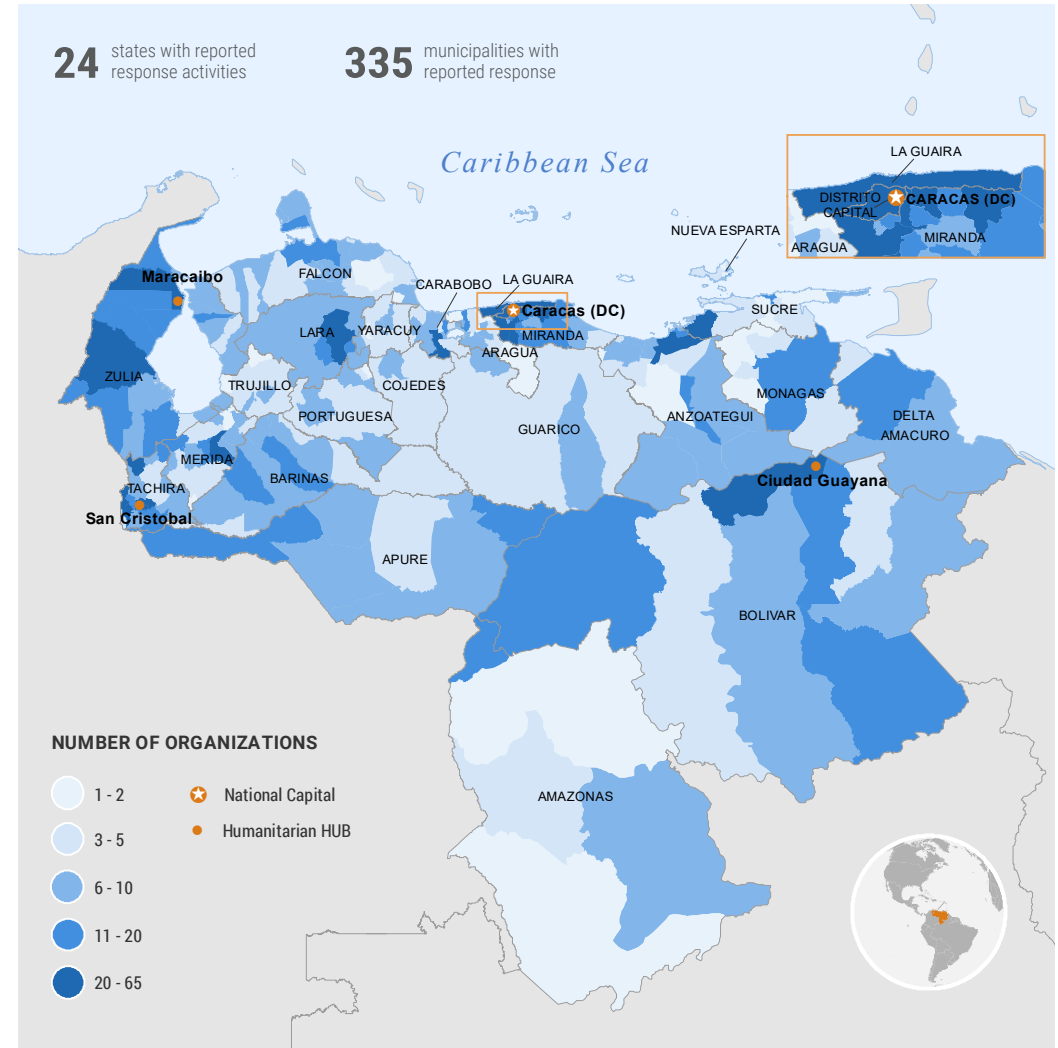 24
states with reported
response activities
335
municipalities with
reported response
Caribbean Sea
LA GUAIRA
DISTRITO
CAPITAL
CARACAS (DC)
ARAGUA
MIRANDA
NUEVA ESPARTA
Maracaibo
FALCON
CARABOBO
LA GUAIRA
Caracas (DC)
SUCRE
LARA
YARACUY
MIRANDA
ARAGUA
ZULIA
TRUJILLO
COJEDES
MONAGAS
PORTUGUESA
GUARICO
ANZOATEGUI
DELTA
AMACURO
MERIDA
BARINAS
TACHIRA
Ciudad Guayana
San Cristobal
APURE
BOLIVAR
AMAZONAS
NUMBER OF ORGANIZATIONS
1 - 2
3 - 5
6 - 10
11 - 20
20 - 65
National Capital
Humanitarian HUB